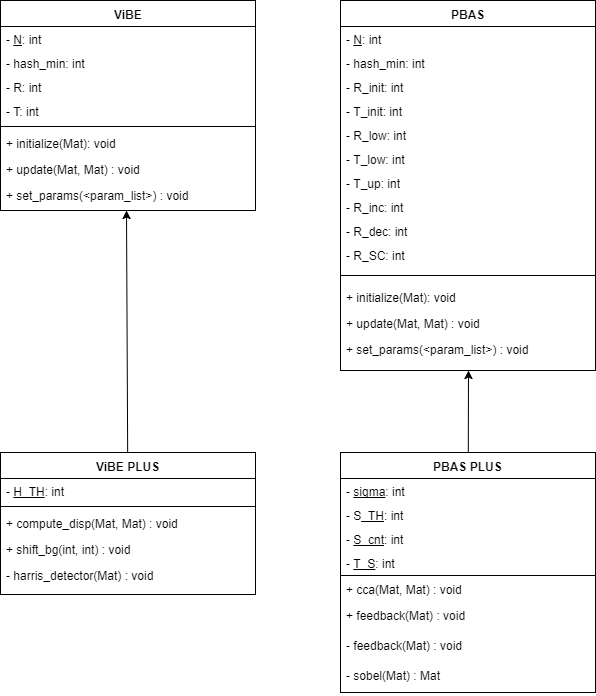 ViBE
- N: int
- hash_min: int
- R: int
- T: int
+ initialize(Mat): void
+ update(Mat, Mat) : void
+ set_params(<param_list>) : void
PBAS
- N: int
- hash_min: int
- R_init: int
- T_init: int
- R_low: int
- T_low: int
- T_up: int
- R_inc: int
- R_dec: int
- R_SC: int
+ initialize(Mat): void
+ update(Mat, Mat) : void
+ set_params(<param_list>) : void
ViBE PLUS
- H_TH: int
+ compute_disp(Mat, Mat) : void
+ shift_bg(int, int) : void
- harris_detector(Mat) : void
PBAS PLUS
- sigma: int
- S_TH: int
- S_cnt: int
- T_S: int
+ cca(Mat, Mat) : void
+ feedback(Mat) : void
- feedback(Mat) : void
- sobel(Mat) : Mat